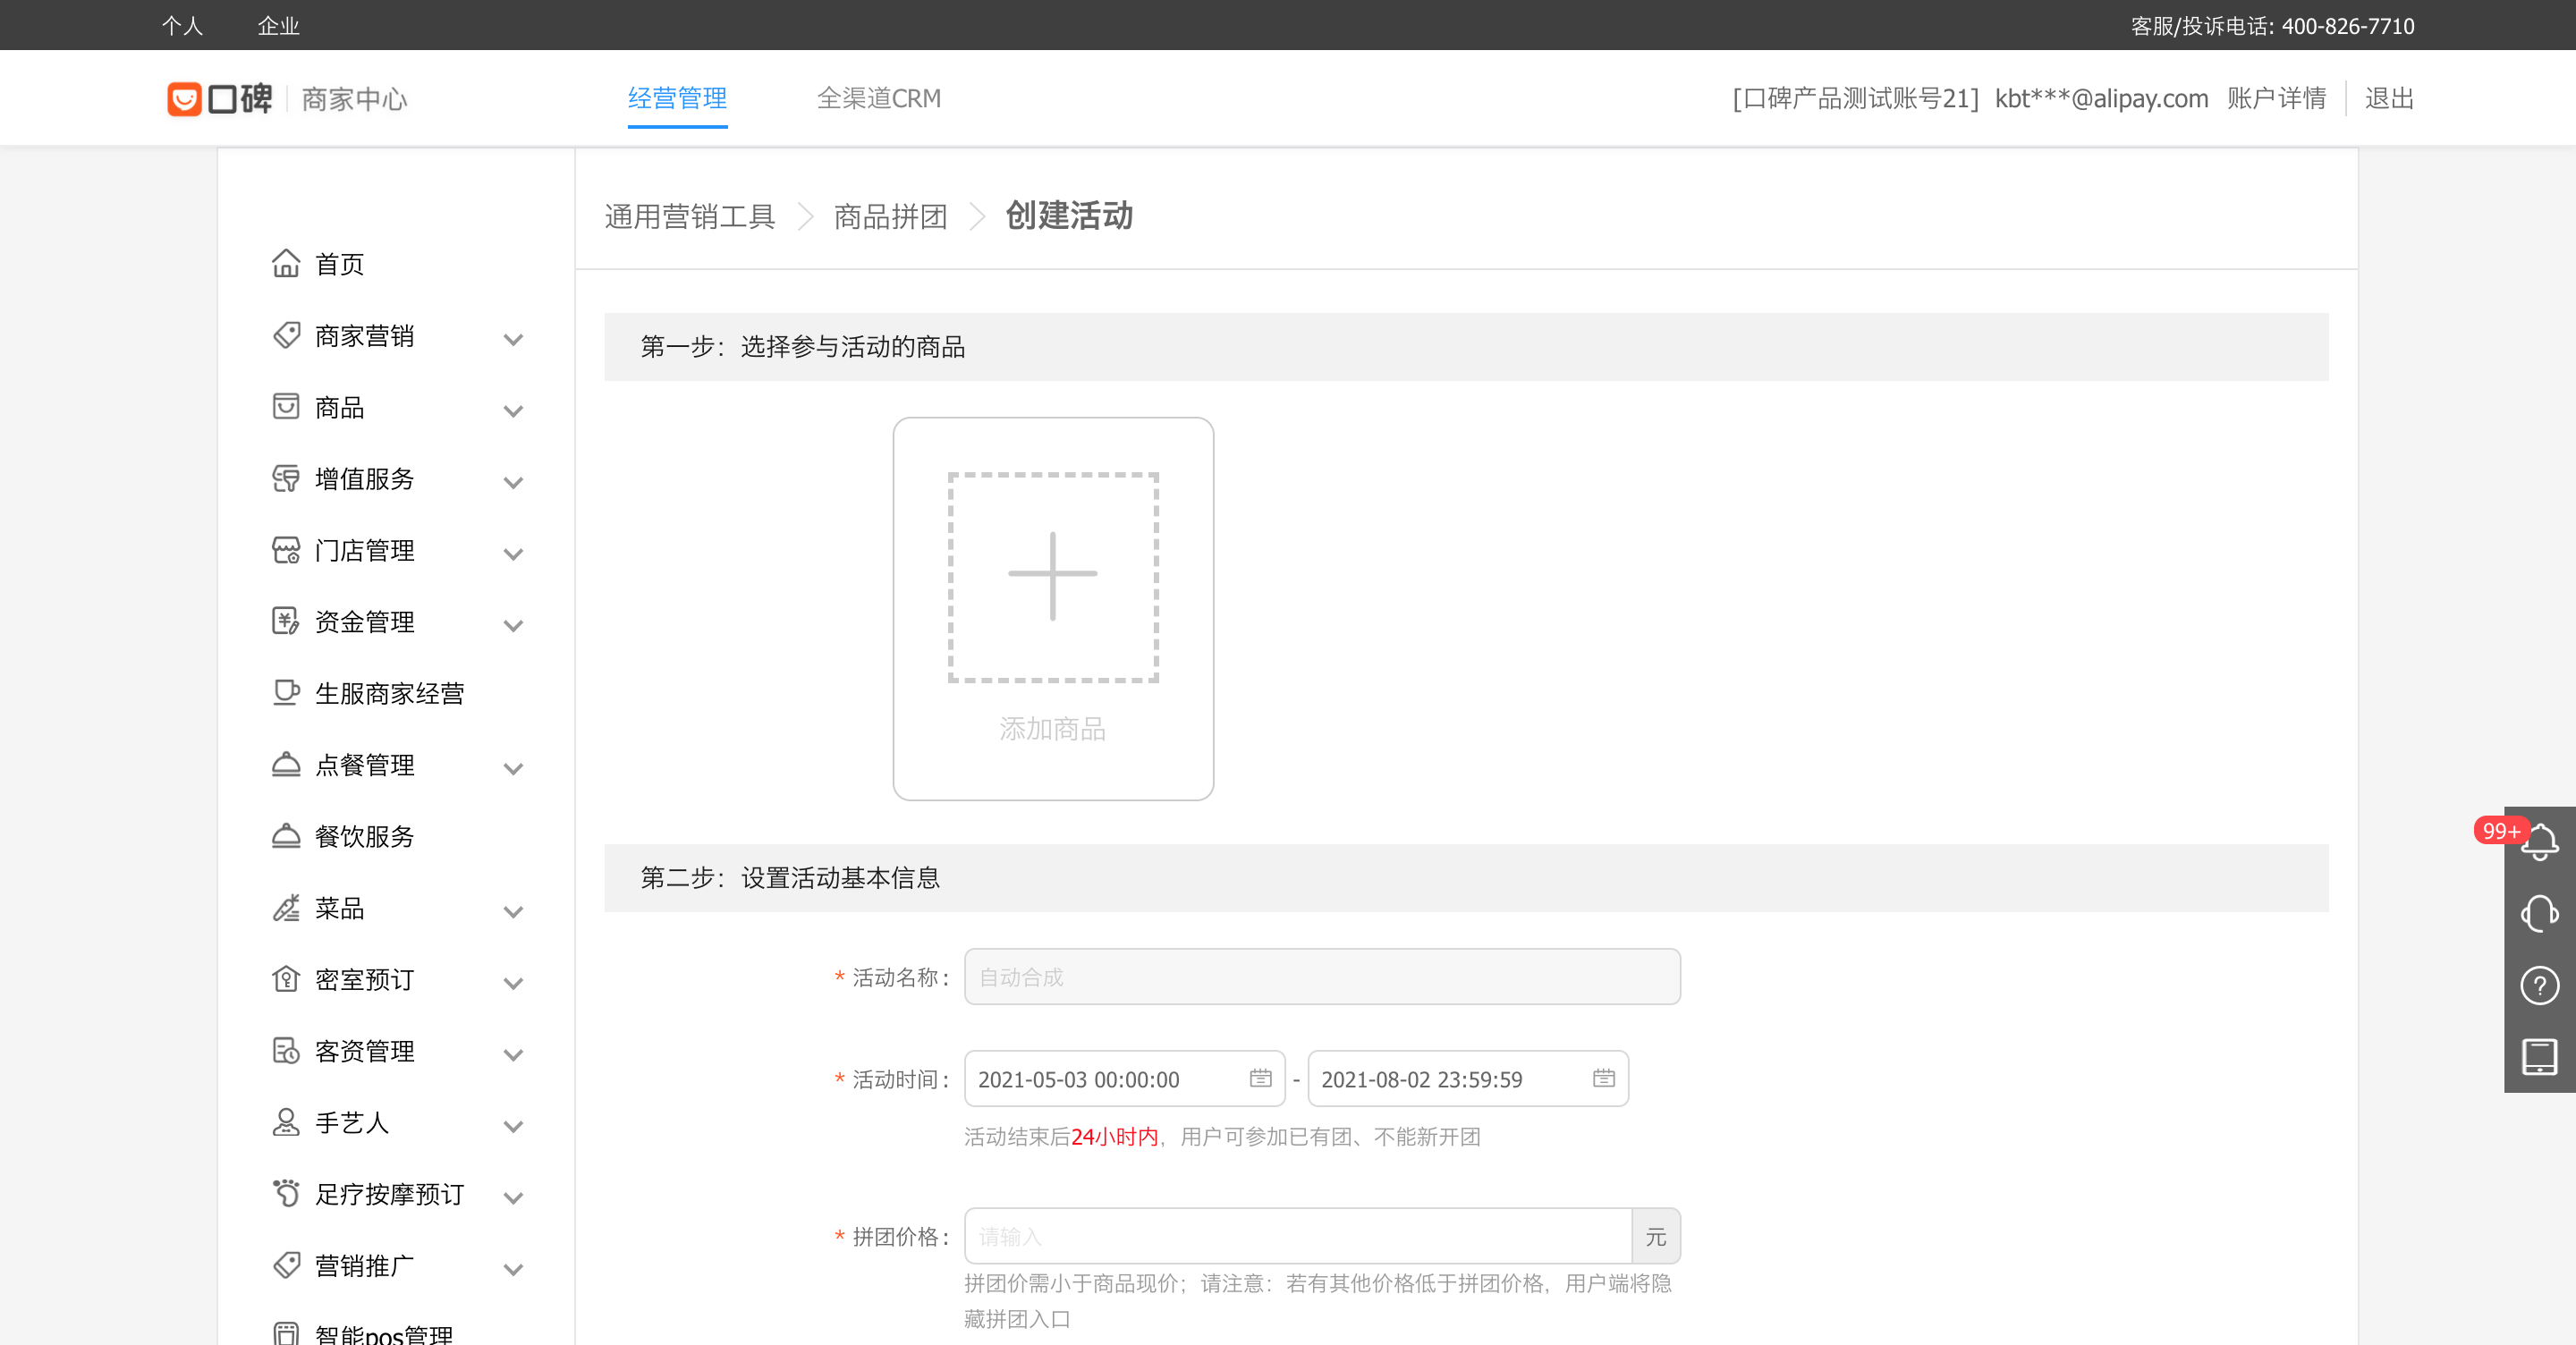 个人 企业 客服/投诉电话: 400-826-7710
口碑 商家中心 经营管理 全渠道CRM [口碑产品测试账号21] kbt***@alipay.com 账户详情 退出
通用营销工具 商品拼团 创建活动
首页
商家营销
商品
增值服务
门店管理
资金管理
生服商家经营
点餐管理
餐饮服务
菜品
密室预订
客资管理
手艺人
足疗按摩预订
营销推广
智能pos管理
第一步：选择参与活动的商品
添加商品
第二步：设置活动基本信息
* 活动名称： 自动合成
* 活动时间： 2021-05-03 00:00:00 - 2021-08-02 23:59:59
活动结束后24小时内，用户可参加已有团、不能新开团
* 拼团价格： 请输入 元
拼团价需小于商品现价；请注意：若有其他价格低于拼团价格，用户端将隐
藏拼团入口
99+